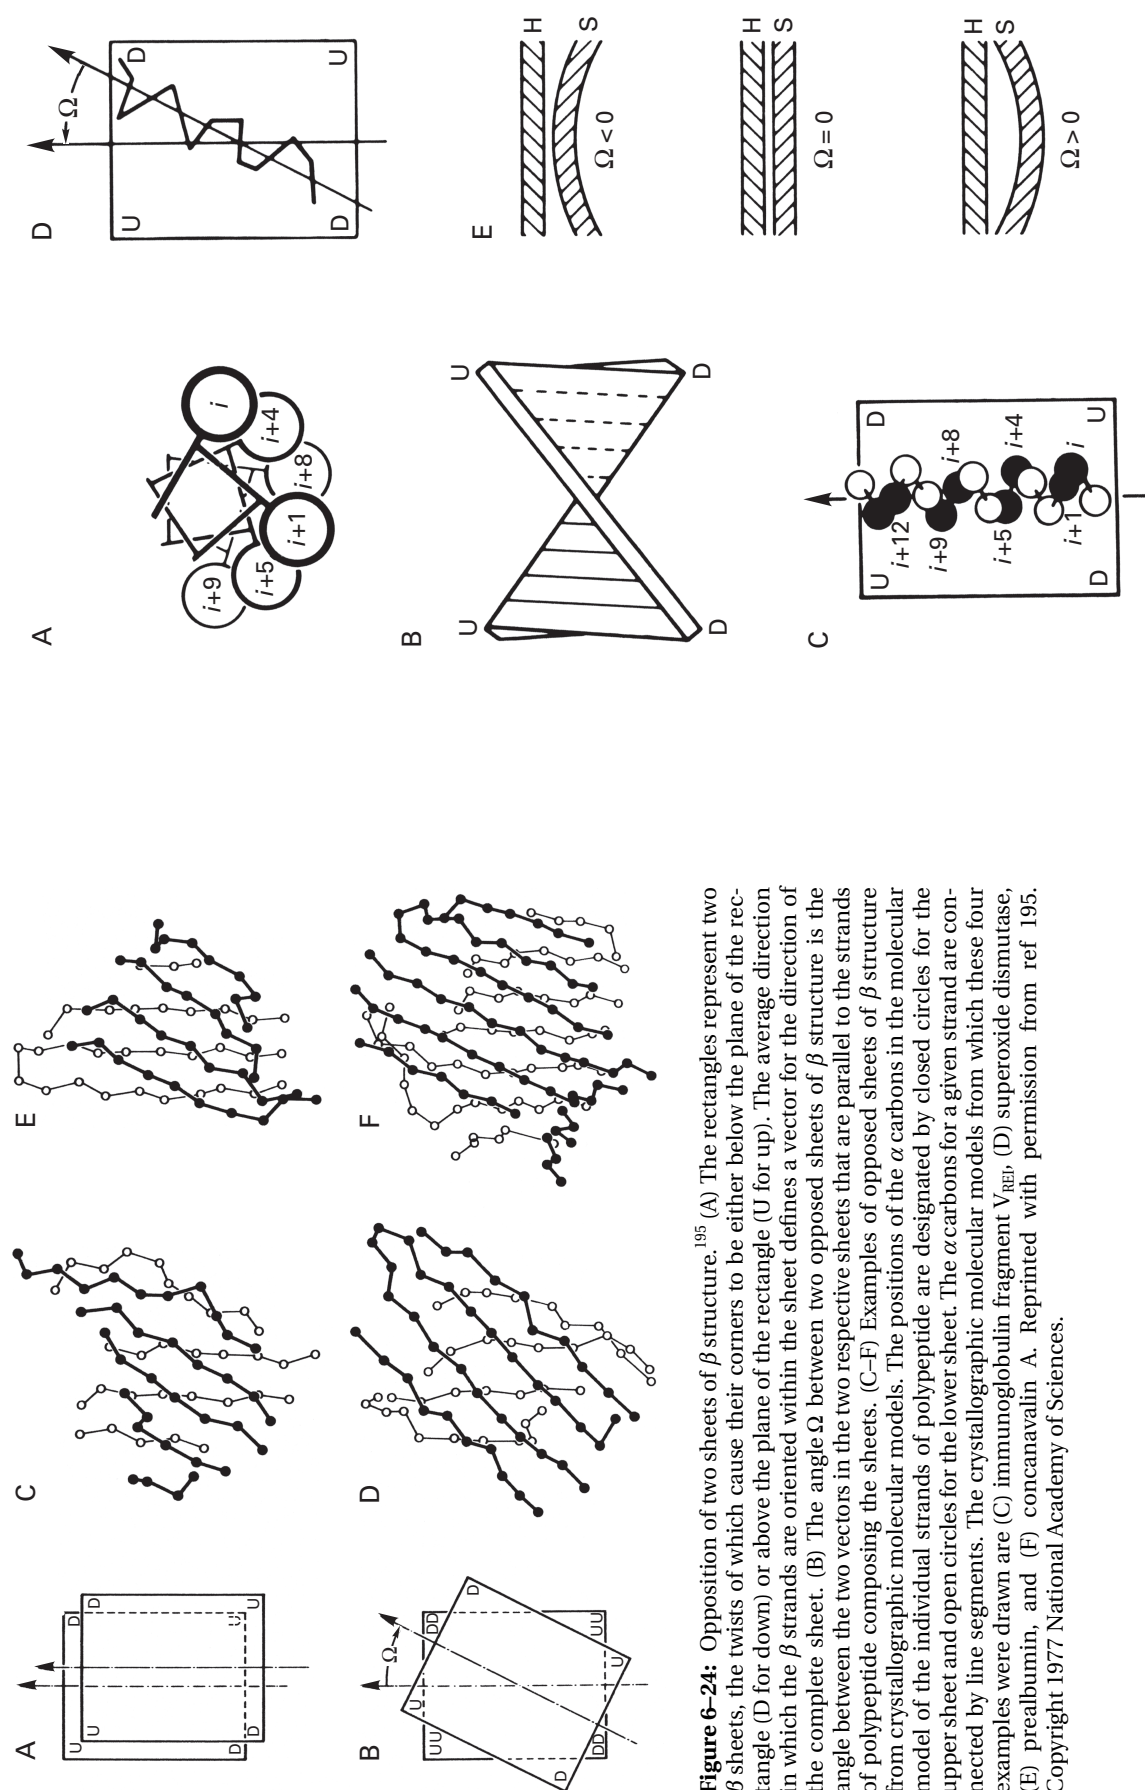 A
U
D
U
D
D
U
D
U
C
E
B
Ω
UU
DD
D
U
D
DD
U
UU
D
F
Figure 6–24: Opposition of two sheets of β structure.195 (A) The rectangles represent two
β sheets, the twists of which cause their corners to be either below the plane of the rec-
tangle (D for down) or above the plane of the rectangle (U for up). The average direction
in which the β strands are oriented within the sheet defines a vector for the direction of
the complete sheet. (B) The angle Ω between two opposed sheets of β structure is the
angle between the two vectors in the two respective sheets that are parallel to the strands
of polypeptide composing the sheets. (C–F) Examples of opposed sheets of β structure
from crystallographic molecular models. The positions of the α carbons in the molecular
model of the individual strands of polypeptide are designated by closed circles for the
upper sheet and open circles for the lower sheet. The α carbons for a given strand are con-
nected by line segments. The crystallographic molecular models from which these four
examples were drawn are (C) immunoglobulin fragment VREI, (D) superoxide dismutase,
(E) prealbumin, and (F) concanavalin A. Reprinted with permission from ref 195.
Copyright 1977 National Academy of Sciences.
A
i
i+4
i+8
i+1
i+5
i+9
B
U
U
D
D
C
U
D
i+12
i+8
i+9
i+4
i+5
i
i+1
D
U
D
Ω
U
D
D
U
E
H
S
Ω < 0
H
S
Ω = 0
H
S
Ω > 0